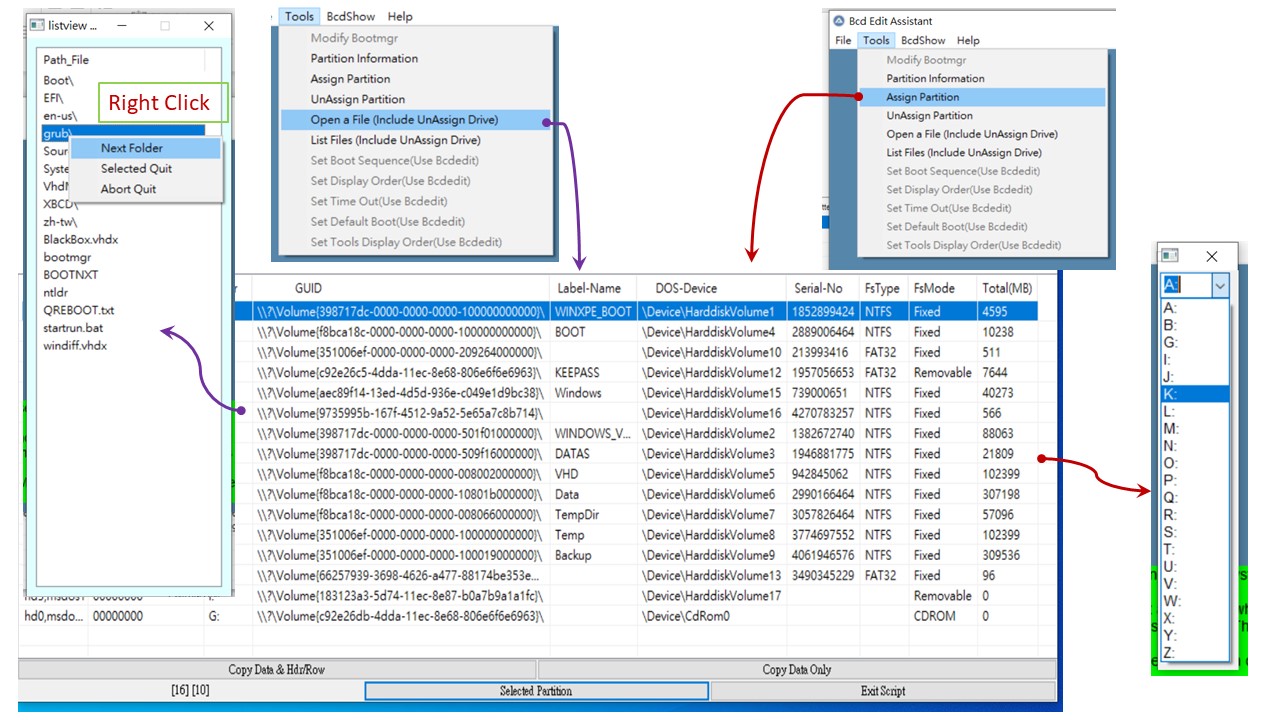 listview ...
Path_File
Boot\
EFI\
en-us\
grub\
Sour
Syste
VhdM
XBCD\
zh-tw\
BlackBox.vhdx
bootmgr
BOOTNXT
ntldr
QREBOOT.txt
startrun.bat
windiff.vhdx
Right Click
Next Folder
Selected Quit
Abort Quit
Tools BcdShow Help
Modify Bootmgr
Partition Information
Assign Partition
UnAssign Partition
Open a File (Include UnAssign Drive)
List Files (Include UnAssign Drive)
Set Boot Sequence(Use Bcdedit)
Set Display Order(Use Bcdedit)
Set Time Out(Use Bcdedit)
Set Default Boot(Use Bcdedit)
Set Tools Display Order(Use Bcdedit)
Bcd Edit Assistant
File Tools BcdShow Help
Modify Bootmgr
Partition Information
Assign Partition
UnAssign Partition
Open a File (Include UnAssign Drive)
List Files (Include UnAssign Drive)
Set Boot Sequence(Use Bcdedit)
Set Display Order(Use Bcdedit)
Set Time Out(Use Bcdedit)
Set Default Boot(Use Bcdedit)
Set Tools Display Order(Use Bcdedit)
GUID Label-Name DOS-Device Serial-No FsType FsMode Total(MB)
\\?\Volume{398717dc-0000-0000-0000-100000000000}\ WINXPE_BOOT \Device\HarddiskVolume1 1852899424 NTFS Fixed 4595
\\?\Volume{f8bca18c-0000-0000-0000-100000000000}\ BOOT \Device\HarddiskVolume4 2889006464 NTFS Fixed 10238
\\?\Volume{351006ef-0000-0000-0000-209264000000}\ \Device\HarddiskVolume10 213993416 FAT32 Fixed 511
\\?\Volume{c92e26c5-4dda-11ec-8e68-806e6f6e6963}\ KEEPASS \Device\HarddiskVolume12 1957056653 FAT32 Removable 7644
\\?\Volume{aec89f14-13ed-4d5d-936e-c049e1d9bc38}\ Windows \Device\HarddiskVolume15 739000651 NTFS Fixed 40273
\\?\Volume{9735995b-167f-4512-9a52-5e65a7c8b714}\ \Device\HarddiskVolume16 4270783257 NTFS Fixed 566
\\?\Volume{398717dc-0000-0000-0000-501f01000000}\ WINDOWS_V... \Device\HarddiskVolume2 1382672740 NTFS Fixed 88063
\\?\Volume{398717dc-0000-0000-0000-509f16000000}\ DATAS \Device\HarddiskVolume3 1946881775 NTFS Fixed 21809
\\?\Volume{f8bca18c-0000-0000-0000-008002000000}\ VHD \Device\HarddiskVolume5 942845062 NTFS Fixed 102399
\\?\Volume{f8bca18c-0000-0000-0000-10801b000000}\ Data \Device\HarddiskVolume6 2990166464 NTFS Fixed 307198
\\?\Volume{f8bca18c-0000-0000-0000-008066000000}\ TempDir \Device\HarddiskVolume7 3057826464 NTFS Fixed 57096
\\?\Volume{351006ef-0000-0000-0000-100000000000}\ Temp \Device\HarddiskVolume8 3774697552 NTFS Fixed 102399
\\?\Volume{351006ef-0000-0000-0000-100019000000}\ Backup \Device\HarddiskVolume9 4061946576 NTFS Fixed 309536
\\?\Volume{66257939-3698-4626-a477-88174be353e... \Device\HarddiskVolume13 3490345229 FAT32 Fixed 96
\\?\Volume{183123a3-5d74-11ec-8e87-b0a7b9a1a1fc}\ \Device\HarddiskVolume17 Removable 0
hd0,msdo... 00000000 G: \\?\Volume{c92e26db-4dda-11ec-8e68-806e6f6e6963}\ \Device\CdRom0 CDROM 0
Copy Data & Hdr/Row Copy Data Only
[16] [10] Selected Partition Exit Script
A:
A:
B:
G:
I:
J:
K:
L:
M:
N:
O:
P:
Q:
R:
S:
T:
U:
V:
W:
X:
Y:
Z: